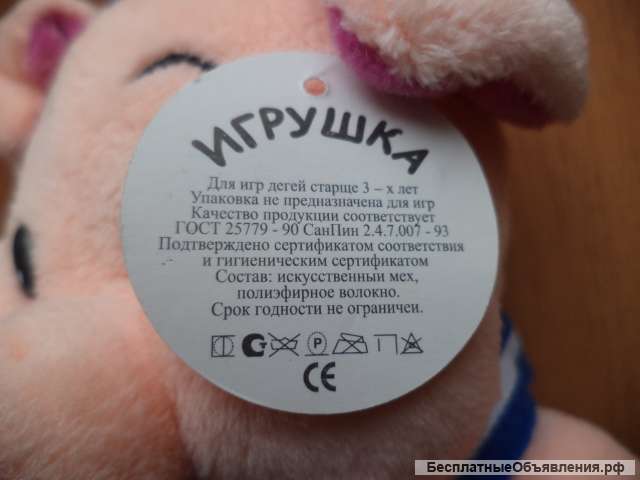 ИГРУШКА
Для игр дегей старще 3 – х лет
Упаковка не предназначена для игр
Качество продукции соответствует
ГОСТ 25779 - 90 СанПин 2.4.7.007 - 93
Подтверждено сертификатом соответствия
и гигиеническим сертификатом
Состав: искусственный мех,
полиэфирное волокно.
Срок годности не ограничеи.
P
CE
БесплатныеОбъявления.рф